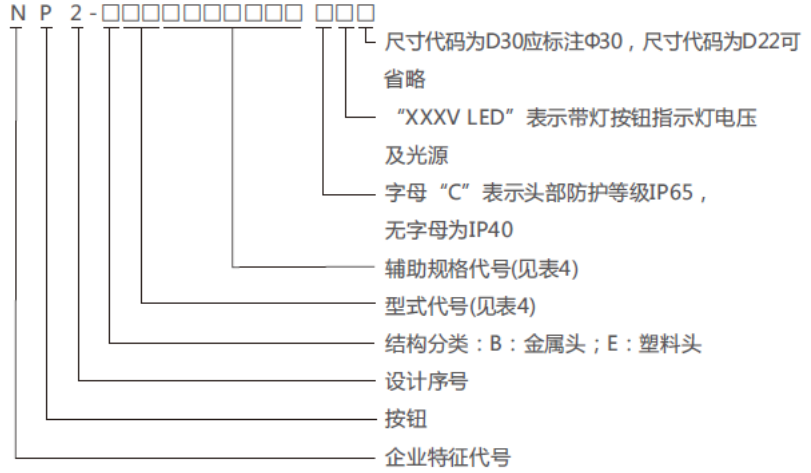 N P 2 - □□□□□□□□□□ □□□
尺寸代码为D30应标注Φ30，尺寸代码为D22可
省略
“XXXV LED”表示带灯按钮指示灯电压
及光源
字母“C”表示头部防护等级IP65，
无字母为IP40
辅助规格代号(见表4)
型式代号(见表4)
结构分类：B：金属头；E：塑料头
设计序号
按钮
企业特征代号